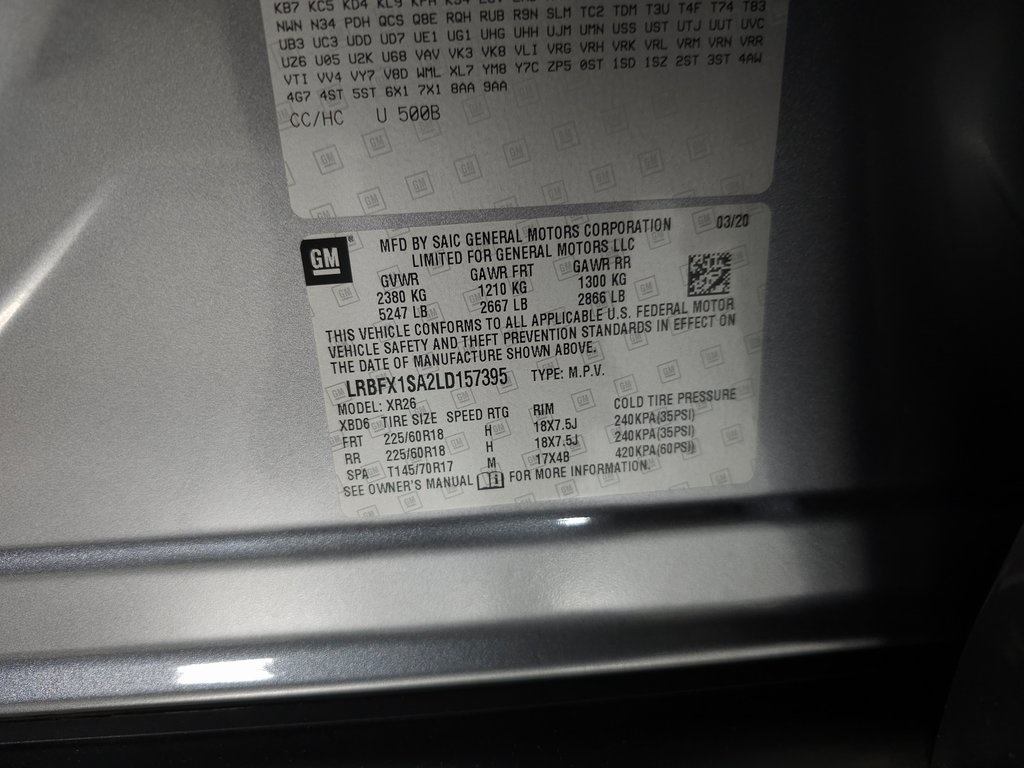 KB7 KC5 KD4 KL9
NWN N34 PDH QCS Q8E RQH RUB R9N SLM TC2 TDM T3U T4F T74 T83
UB3 UC3 UDD UD7 UE1 UG1 UHG UHH UJM UMN USS UST UTJ UUT UVC
UZ6 U05 U2K U68 VAV VK3 VK8 VLI VRG VRH VRK VRL VRM VRN VRR
VTI VV4 VY7 V8D WML XL7 YM8 Y7C ZP5 0ST 1SD 1SZ 2ST 3ST 4AW
4G7 4ST 5ST 6X1 7X1 8AA 9AA
CC/HC U 500B
GM
MFD BY SAIC GENERAL MOTORS CORPORATION 03/20
LIMITED FOR GENERAL MOTORS LLC
GVWR GAWR FRT GAWR RR
2380 KG 1210 KG 1300 KG
5247 LB 2667 LB 2866 LB
THIS VEHICLE CONFORMS TO ALL APPLICABLE U.S. FEDERAL MOTOR
VEHICLE SAFETY AND THEFT PREVENTION STANDARDS IN EFFECT ON
THE DATE OF MANUFACTURE SHOWN ABOVE.
LRBFX1SA2LD157395 TYPE: M.P.V.
MODEL: XR26
XBD6 TIRE SIZE SPEED RTG RIM COLD TIRE PRESSURE
FRT 225/60R18 H 18X7.5J 240KPA(35PSI)
RR 225/60R18 H 18X7.5J 240KPA(35PSI)
SPA T145/70R17 M 17X4B 420KPA(60PSI)
SEE OWNER'S MANUAL FOR MORE INFORMATION.